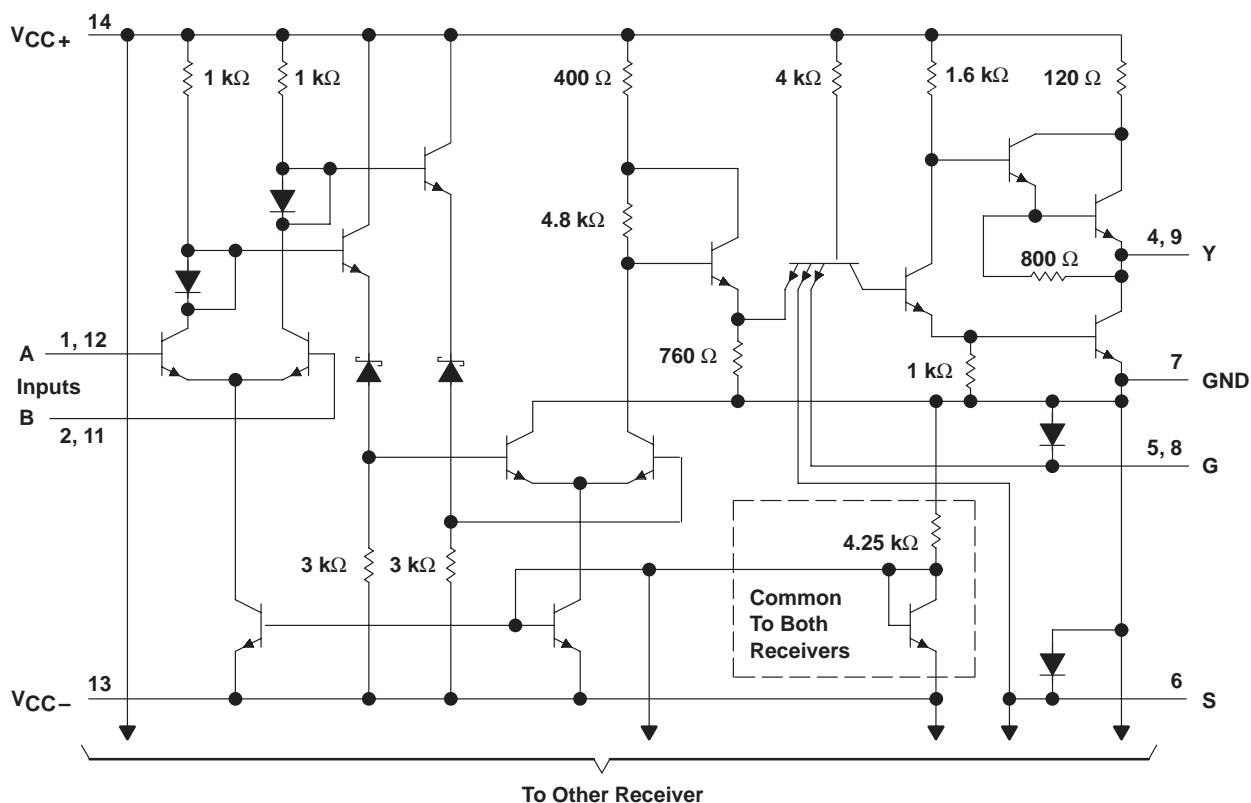 VCC+
14
1 kΩ
1 kΩ
400 Ω
4 kΩ
1.6 kΩ
120 Ω
4.8 kΩ
4, 9
Y
800 Ω
A
1, 12
Inputs
B
2, 11
760 Ω
1 kΩ
7
GND
5, 8
G
3 kΩ
3 kΩ
4.25 kΩ
Common
To Both
Receivers
VCC−
13
6
S
To Other Receiver